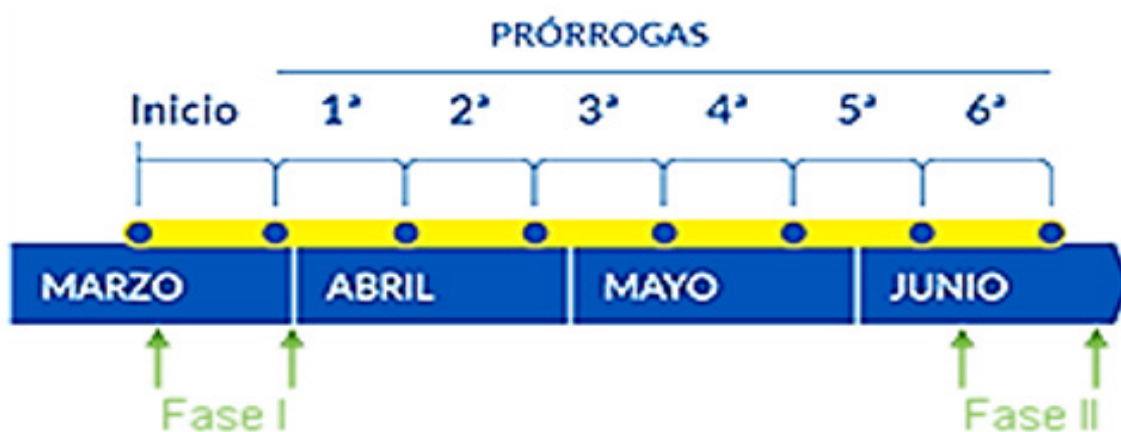 PRÓRROGAS
Inicio 1ª 2ª 3ª 4ª 5ª 6ª
MARZO ABRIL MAYO JUNIO
Fase I Fase II